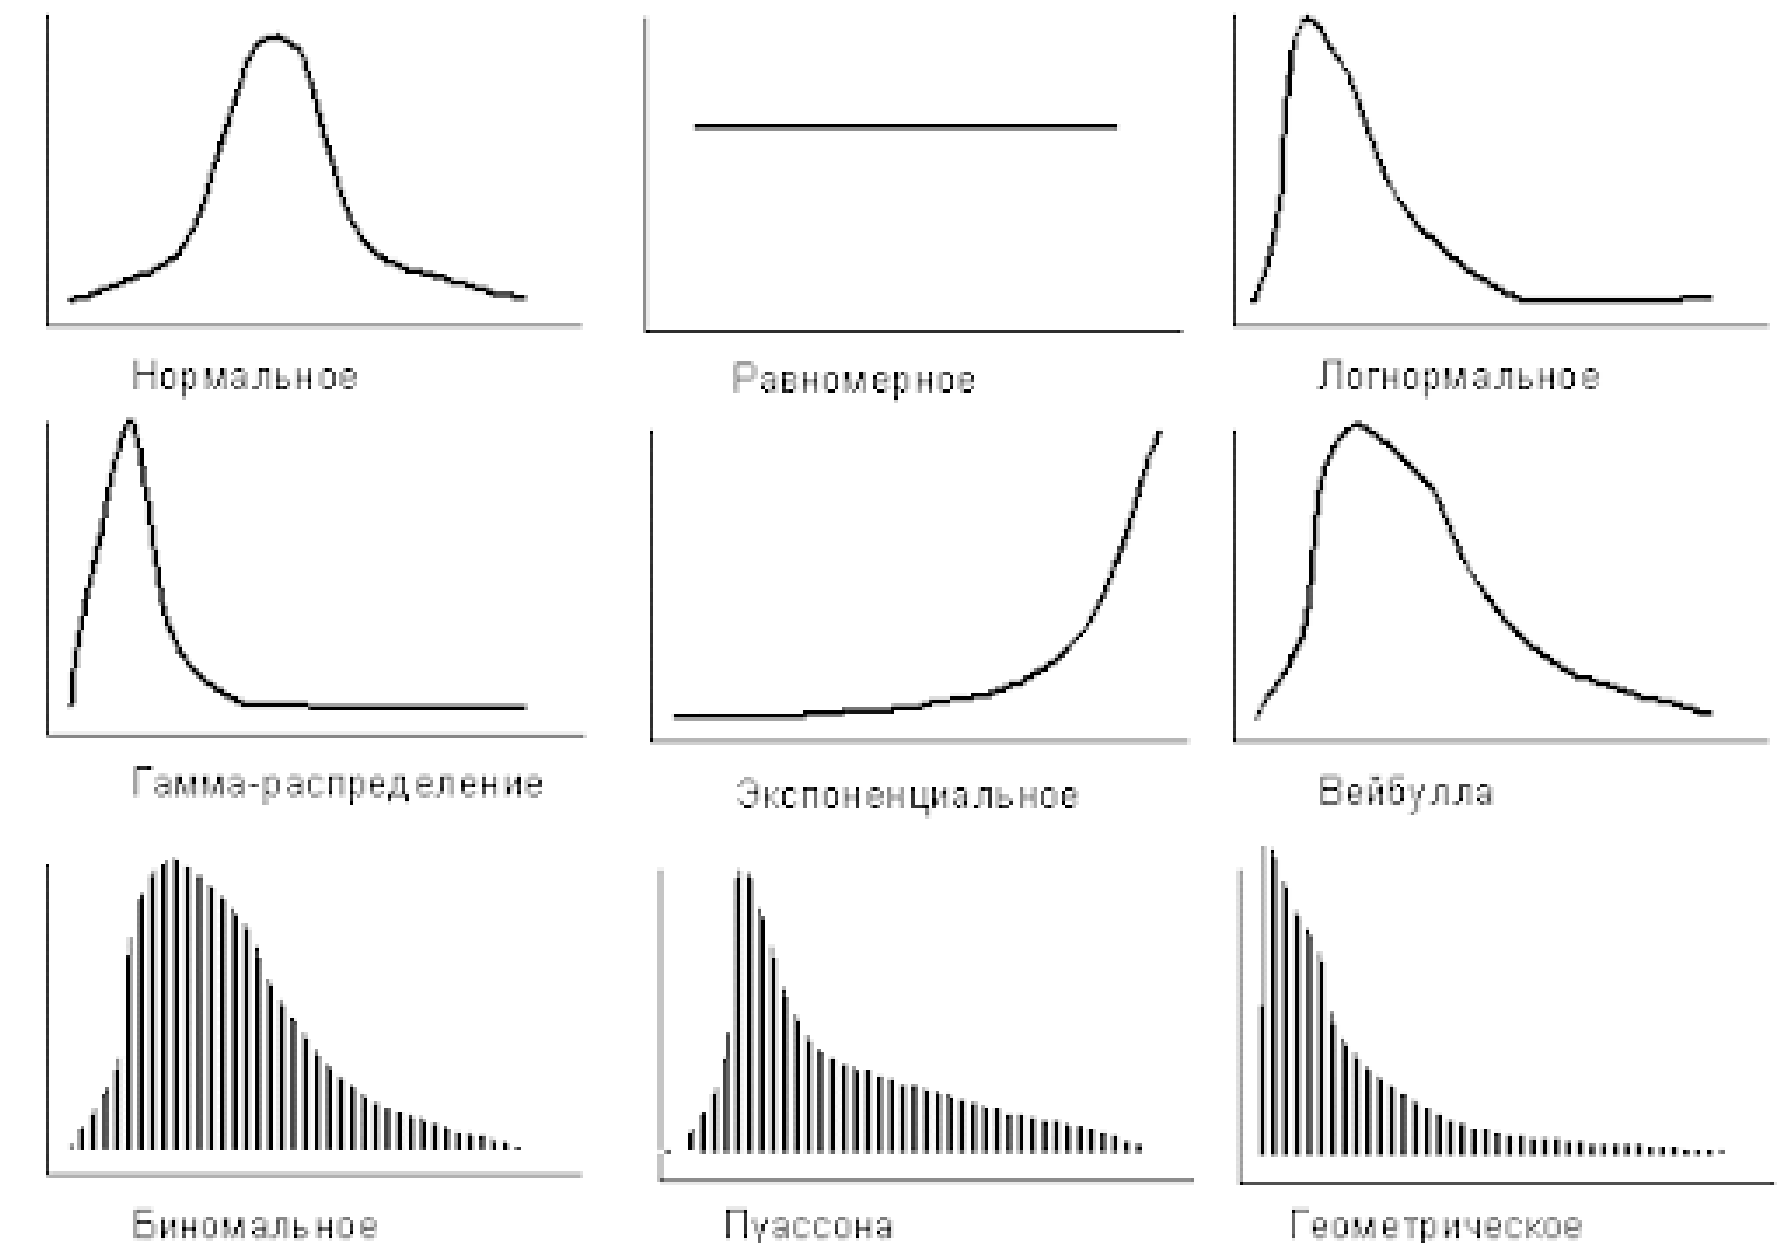 Нормальное
Равномерное
Логнормальное
Гамма-распределение
Экспоненциальное
Вейбулла
Биномальное
Пуассона
Геометрическое